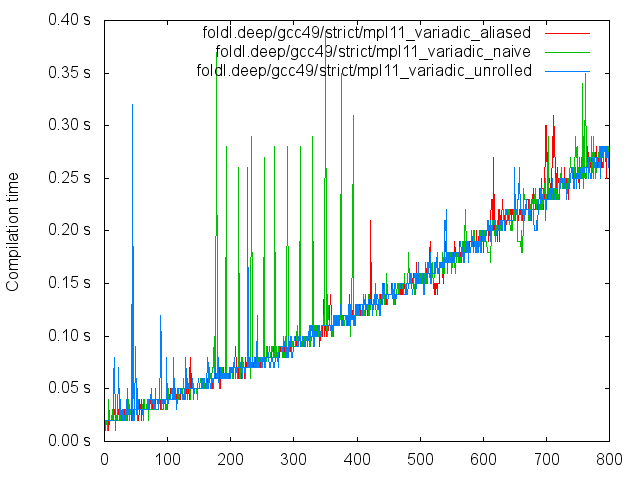 0.40 s
foldl.deep/gcc49/strict/mpl11_variadic_aliased
foldl.deep/gcc49/strict/mpl11_variadic_naive
foldl.deep/gcc49/strict/mpl11_variadic_unrolled
0.35 s
0.30 s
0.25 s
0.20 s
0.15 s
0.10 s
0.05 s
0.00 s
Compilation time
0 100 200 300 400 500 600 700 800